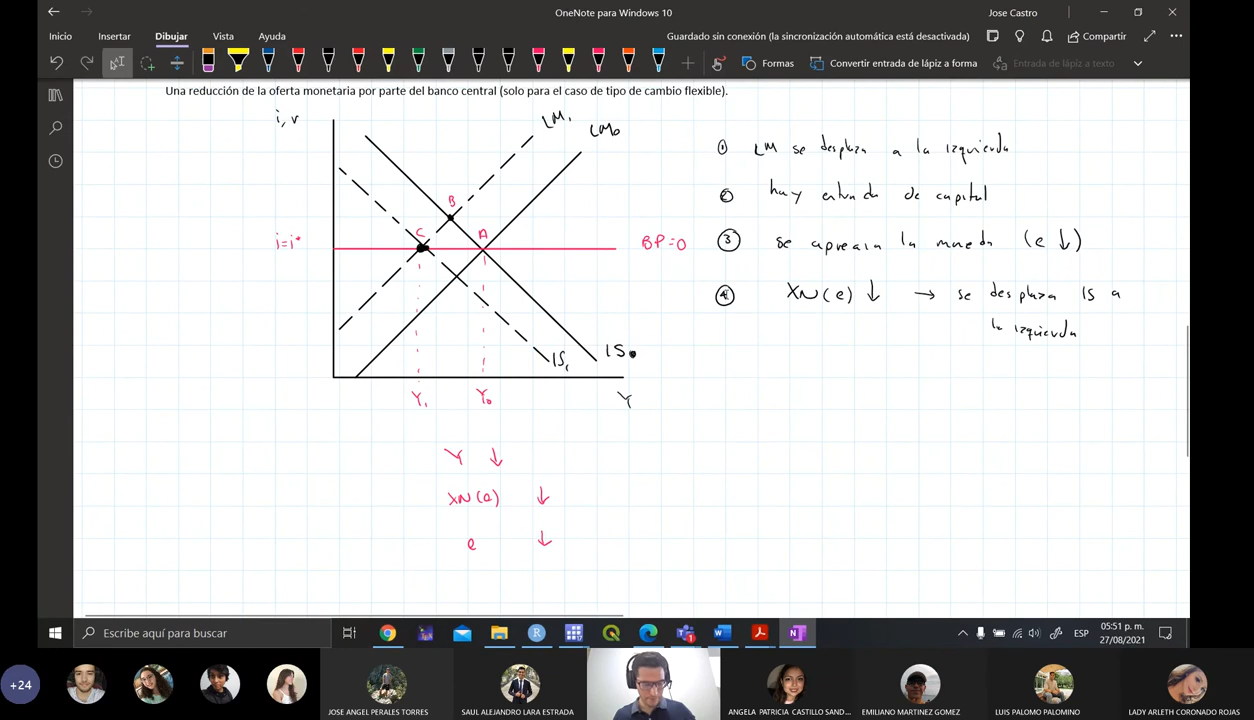 OneNote para Windows 10
Jose Castro
Inicio
Insertar
Dibujar
Vista
Ayuda
Guardado sin conexión (la sincronización automática está desactivada)
Compartir
Formas
Convertir entrada de lápiz a forma
Entrada de lápiz a texto
Una reducción de la oferta monetaria por parte del banco central (solo para el caso de tipo de cambio flexible).
i, r
LM₁
LM₀
B
C
A
i=i*
BP=0
IS₁
IS₀
Y₁
Y₀
Y
Y ↓
XN(e) ↓
e ↓
① LM se desplaza a la izquierda
② hay entrada de capital
③ se aprecia la moneda (e ↓)
④ XN(e) ↓ → se desplaza IS a
la izquierda
Escribe aquí para buscar
ESP
05:51 p. m.
27/08/2021
+24
JOSE ANGEL PERALES TORRES
SAUL ALEJANDRO LARA ESTRADA
ANGELA PATRICIA CASTILLO SAND...
EMILIANO MARTINEZ GOMEZ
LUIS PALOMO PALOMINO
LADY ARLETH CORONADO ROJAS